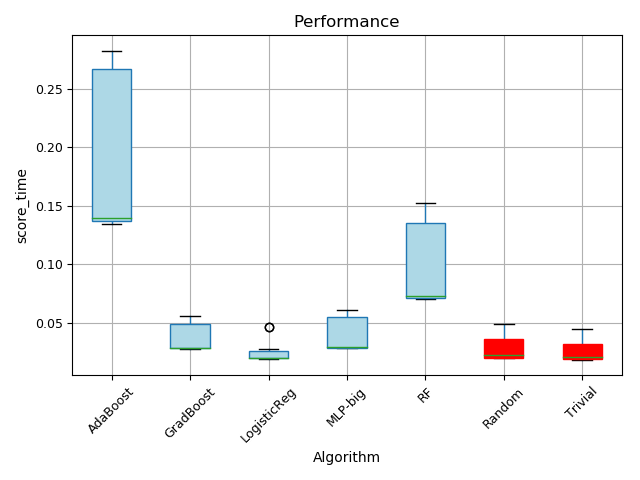 Performance
0.25
0.20
0.15
0.10
0.05
score_time
AdaBoost
GradBoost
LogisticReg
MLP-big
RF
Random
Trivial
Algorithm